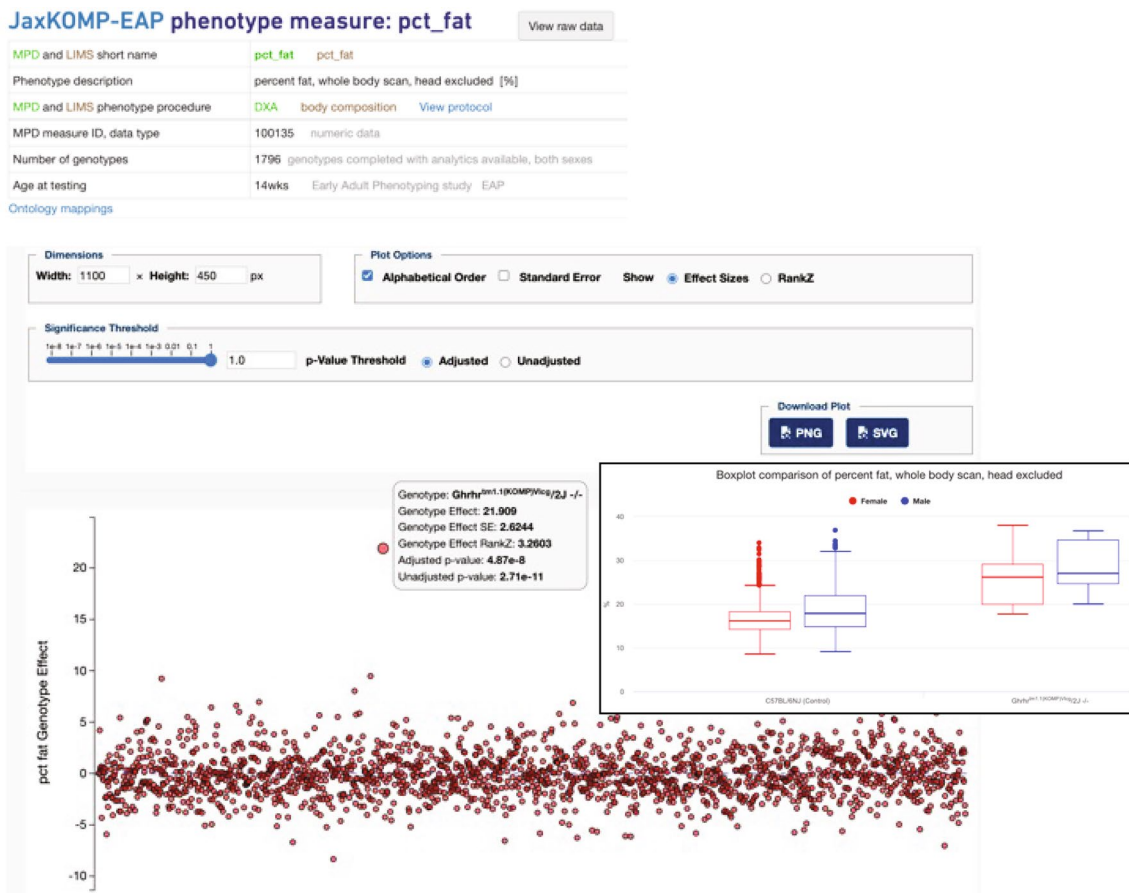 JaxKOMP-EAP phenotype measure: pct_fat
View raw data
MPD and LIMS short name pct_fat pct_fat
Phenotype description percent fat, whole body scan, head excluded [%]
MPD and LIMS phenotype procedure DXA body composition View protocol
MPD measure ID, data type 100135 numeric data
Number of genotypes 1796 genotypes completed with analytics available, both sexes
Age at testing 14wks Early Adult Phenotyping study EAP
Ontology mappings
Dimensions
Width: 1100 × Height: 450 px
Plot Options
Alphabetical Order Standard Error Show Effect Sizes RankZ
Significance Threshold
1e-8 1e-7 1e-6 1e-5 1e-4 1e-3 0.01 0.1 1
1.0 p-Value Threshold Adjusted Unadjusted
Download Plot
PNG SVG
Genotype: Ghrhr tm1.1(KOMP)Vlcg/2J -/-
Genotype Effect: 21.909
Genotype Effect SE: 2.6244
Genotype Effect RankZ: 3.2603
Adjusted p-value: 4.87e-8
Unadjusted p-value: 2.71e-11
Boxplot comparison of percent fat, whole body scan, head excluded
Female Male
40
30
20
10
0
%
C57BL/6NJ (Control) Ghrhr tm1.1(KOMP)Vlcg/2J -/-
pct fat Genotype Effect
20
15
10
5
0
-5
-10